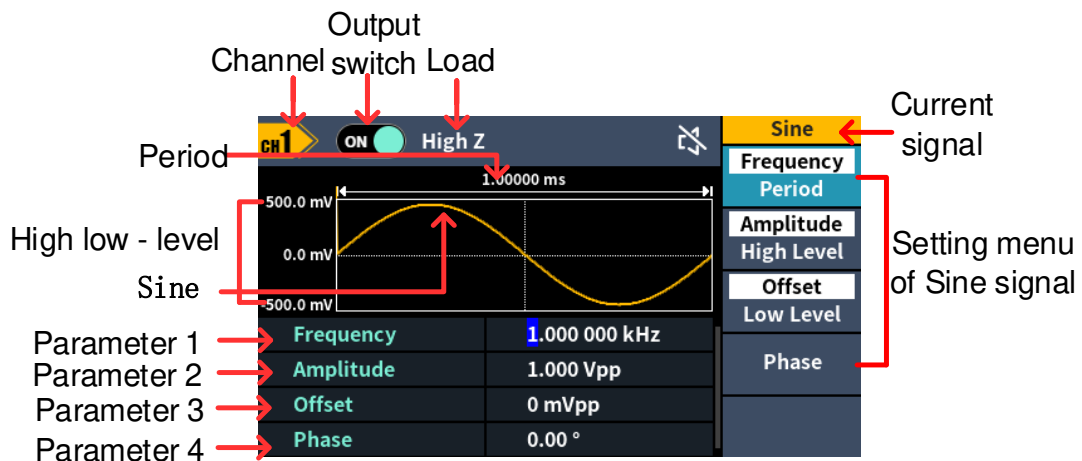 Output
Channel switch Load
Current
signal
CH1 ON High Z
Sine
Period
1.00000 ms
Frequency
Period
500.0 mV
Amplitude
High Level
High low - level
0.0 mV
Setting menu
of Sine signal
Sine
Offset
Low Level
-500.0 mV
Parameter 1
Frequency 1.000 000 kHz
Phase
Parameter 2
Amplitude 1.000 Vpp
Parameter 3
Offset 0 mVpp
Parameter 4
Phase 0.00 °